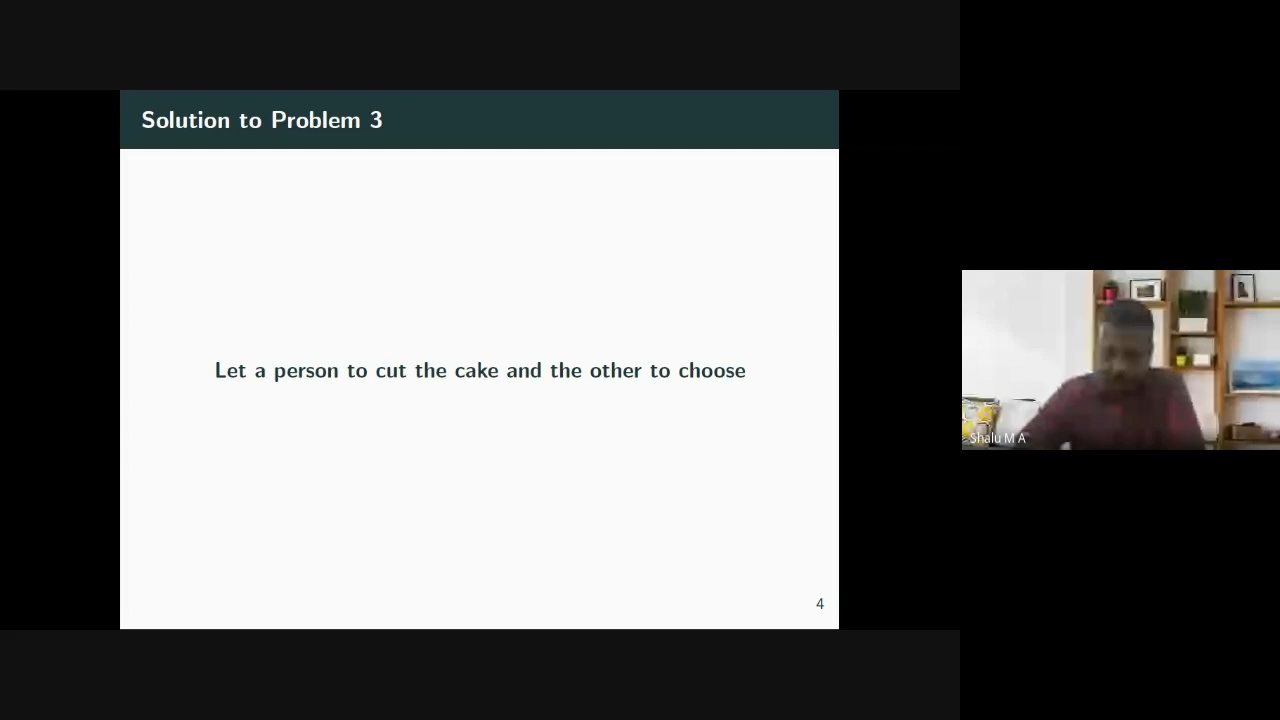 Solution to Problem 3
Let a person to cut the cake and the other to choose
4
Shalu M A